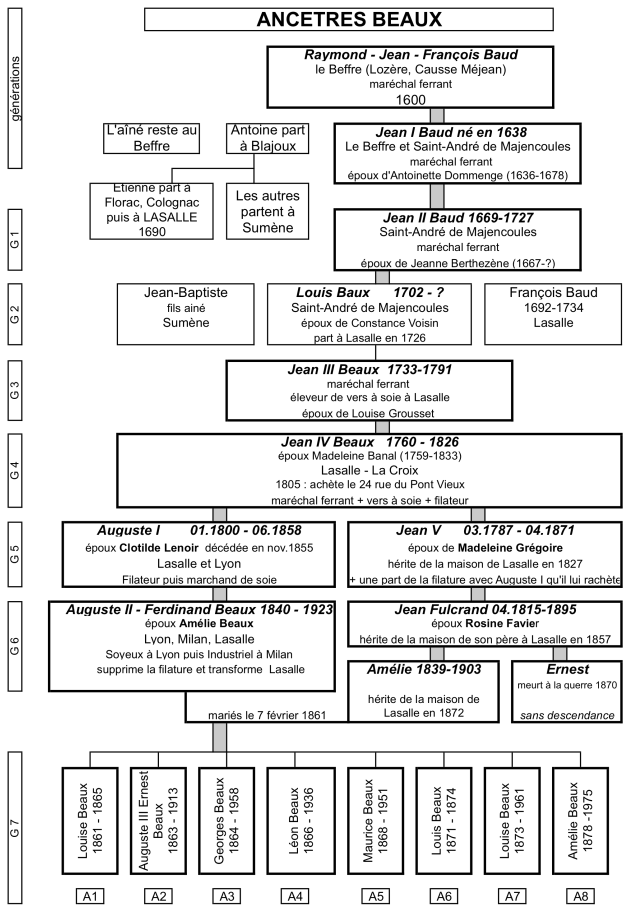 ANCETRES BEAUX
générations
Raymond - Jean - François Baud
le Beffre (Lozère, Causse Méjean)
maréchal ferrant
1600
L'aîné reste au
Beffre
Antoine part
à Blajoux
Jean I Baud né en 1638
Le Beffre et Saint-André de Majencoules
maréchal ferrant
époux d'Antoinette Dommenge (1636-1678)
Etienne part à
Florac, Colognac
puis à LASALLE
1690
Les autres
partent à
Sumène
G 1
Jean II Baud 1669-1727
Saint-André de Majencoules
maréchal ferrant
époux de Jeanne Berthezène (1667-?)
G 2
Jean-Baptiste
fils ainé
Sumène
Louis Baux 1702 - ?
Saint-André de Majencoules
époux de Constance Voisin
part à Lasalle en 1726
François Baud
1692-1734
Lasalle
G 3
Jean III Beaux 1733-1791
maréchal ferrant
éleveur de vers à soie à Lasalle
époux de Louise Grousset
G 4
Jean IV Beaux 1760 - 1826
époux Madeleine Banal (1759-1833)
Lasalle - La Croix
1805 : achète le 24 rue du Pont Vieux
maréchal ferrant + vers à soie + filateur
G 5
Auguste I 01.1800 - 06.1858
époux Clotilde Lenoir décédée en nov.1855
Lasalle et Lyon
Filateur puis marchand de soie
Jean V 03.1787 - 04.1871
époux de Madeleine Grégoire
hérite de la maison de Lasalle en 1827
+ une part de la filature avec Auguste I qu'il lui rachète
G 6
Auguste II - Ferdinand Beaux 1840 - 1923
époux Amélie Beaux
Lyon, Milan, Lasalle
Soyeux à Lyon puis Industriel à Milan
supprime la filature et transforme Lasalle
Jean Fulcrand 04.1815-1895
époux Rosine Favier
hérite de la maison de son père à Lasalle en 1857
Amélie 1839-1903
hérite de la maison de
Lasalle en 1872
Ernest
meurt à la guerre 1870
sans descendance
mariés le 7 février 1861
G 7
Louise Beaux
1861 - 1865
Auguste III Ernest
Beaux
1863 - 1913
Georges Beaux
1864 - 1958
Léon Beaux
1866 - 1936
Maurice Beaux
1868 - 1951
Louis Beaux
1871 - 1874
Louise Beaux
1873 - 1961
Amélie Beaux
1878 -1975
A1
A2
A3
A4
A5
A6
A7
A8